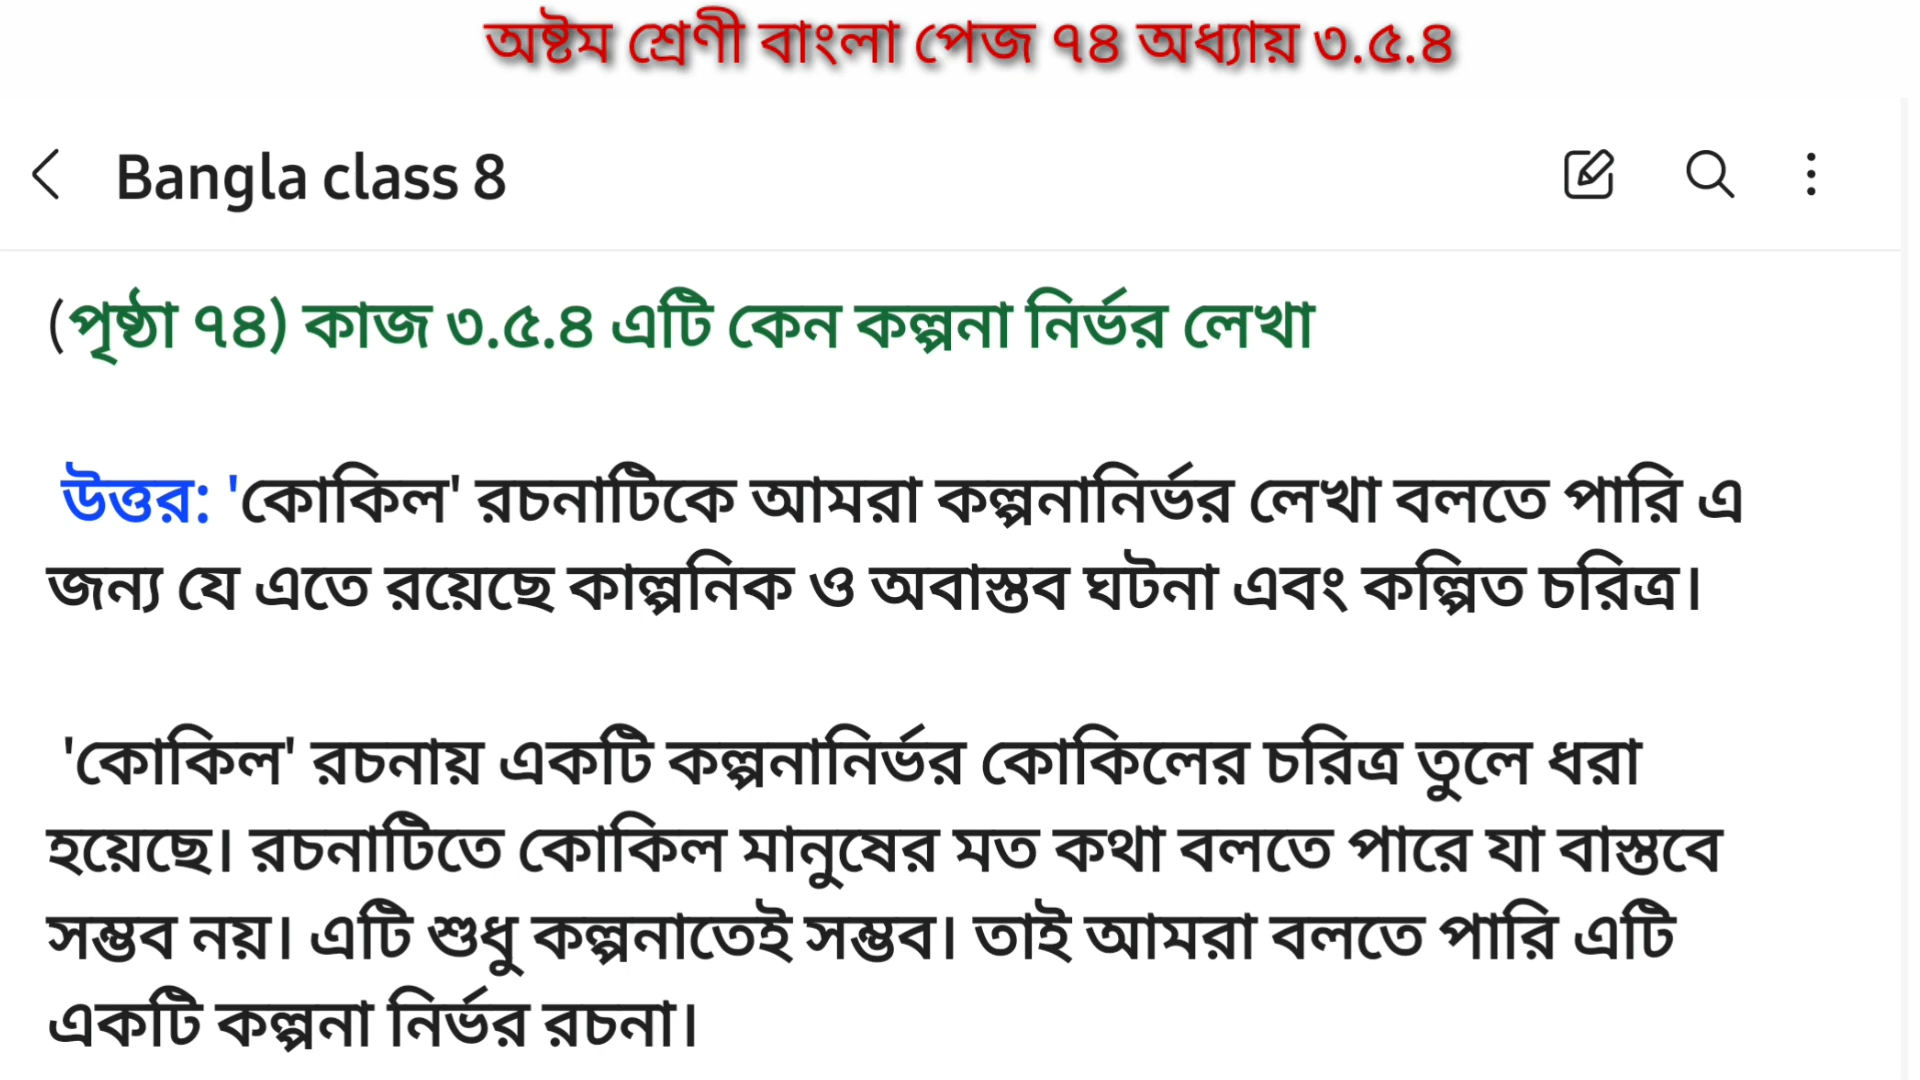 অষ্টম শ্রেণী বাংলা পেজ ৭৪ অধ্যায় ৩.৫.৪
Bangla class 8
(পৃষ্ঠা ৭৪) কাজ ৩.৫.৪ এটি কেন কল্পনা নির্ভর লেখা
উত্তর: 'কোকিল' রচনাটিকে আমরা কল্পনানির্ভর লেখা বলতে পারি এ
জন্য যে এতে রয়েছে কাল্পনিক ও অবাস্তব ঘটনা এবং কল্পিত চরিত্র।
'কোকিল' রচনায় একটি কল্পনানির্ভর কোকিলের চরিত্র তুলে ধরা
হয়েছে। রচনাটিতে কোকিল মানুষের মত কথা বলতে পারে যা বাস্তবে
সম্ভব নয়। এটি শুধু কল্পনাতেই সম্ভব। তাই আমরা বলতে পারি এটি
একটি কল্পনা নির্ভর রচনা।